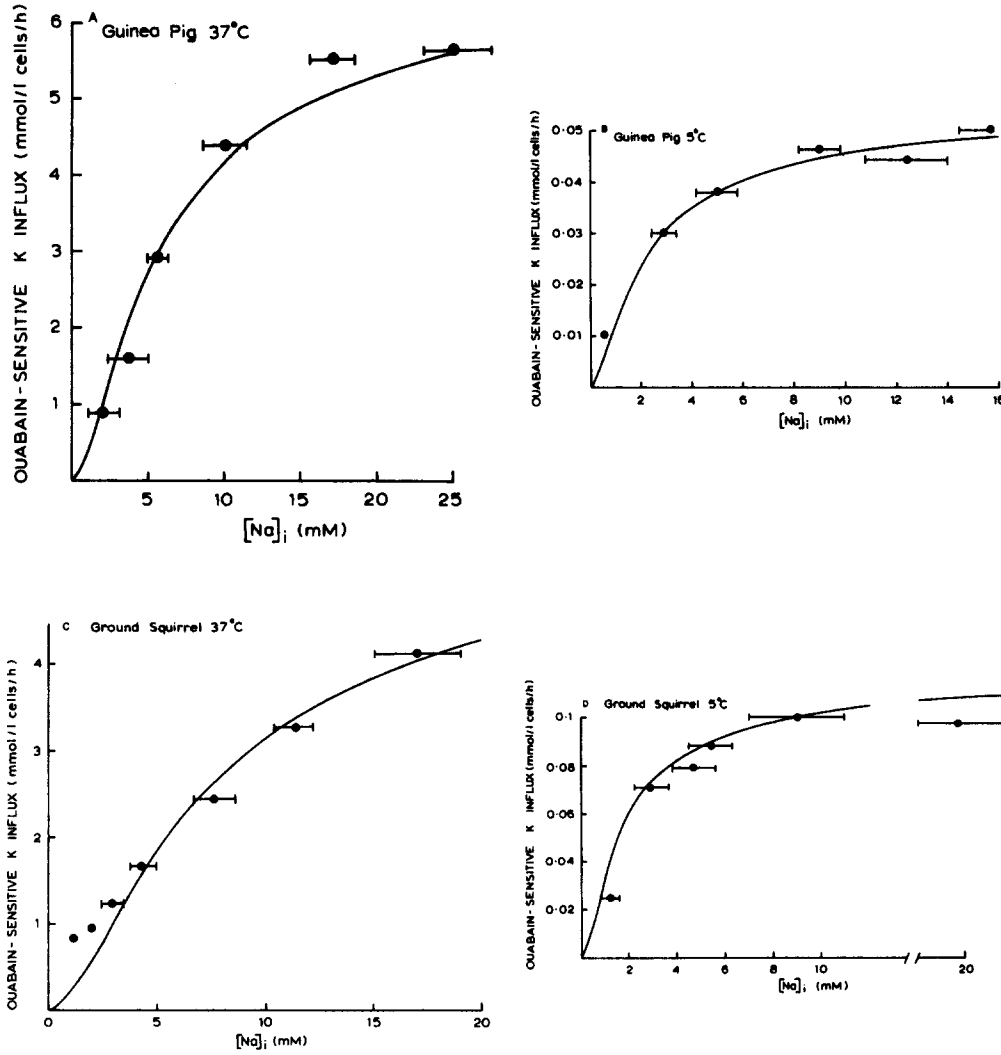 A Guinea Pig 37°C
OUABAIN-SENSITIVE K INFLUX (mmol/l cells/h)
6
5
4
3
2
1
5 10 15 20 25
[Na]i (mM)
B Guinea Pig 5°C
OUABAIN-SENSITIVE K INFLUX (mmol/l cells/h)
0·05
0·04
0·03
0·02
0·01
2 4 6 8 10 12 14 16
[Na]i (mM)
C Ground Squirrel 37°C
OUABAIN-SENSITIVE K INFLUX (mmol/l cells/h)
4
3
2
1
0 5 10 15 20
[Na]i (mM)
D Ground Squirrel 5°C
OUABAIN-SENSITIVE K INFLUX (mmol/l cells/h)
0·1
0·08
0·06
0·04
0·02
2 4 6 8 10 20
[Na]i (mM)